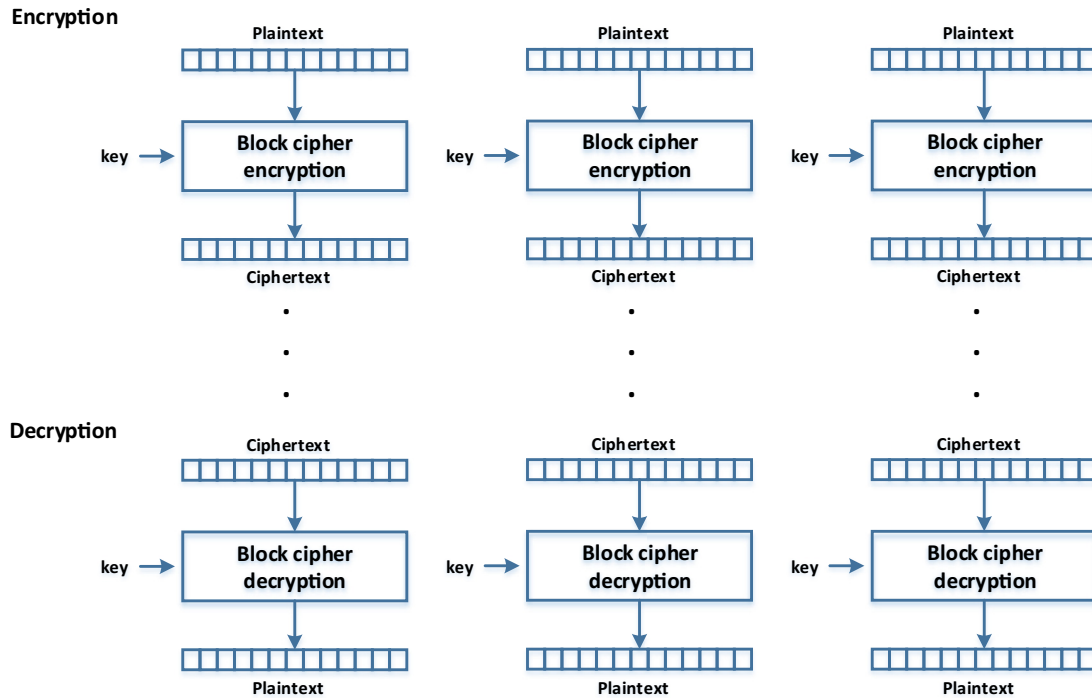 Encryption
Plaintext Plaintext Plaintext
key Block cipher encryption key Block cipher encryption key Block cipher encryption
Ciphertext Ciphertext Ciphertext
Decryption
Ciphertext Ciphertext Ciphertext
key Block cipher decryption key Block cipher decryption key Block cipher decryption
Plaintext Plaintext Plaintext